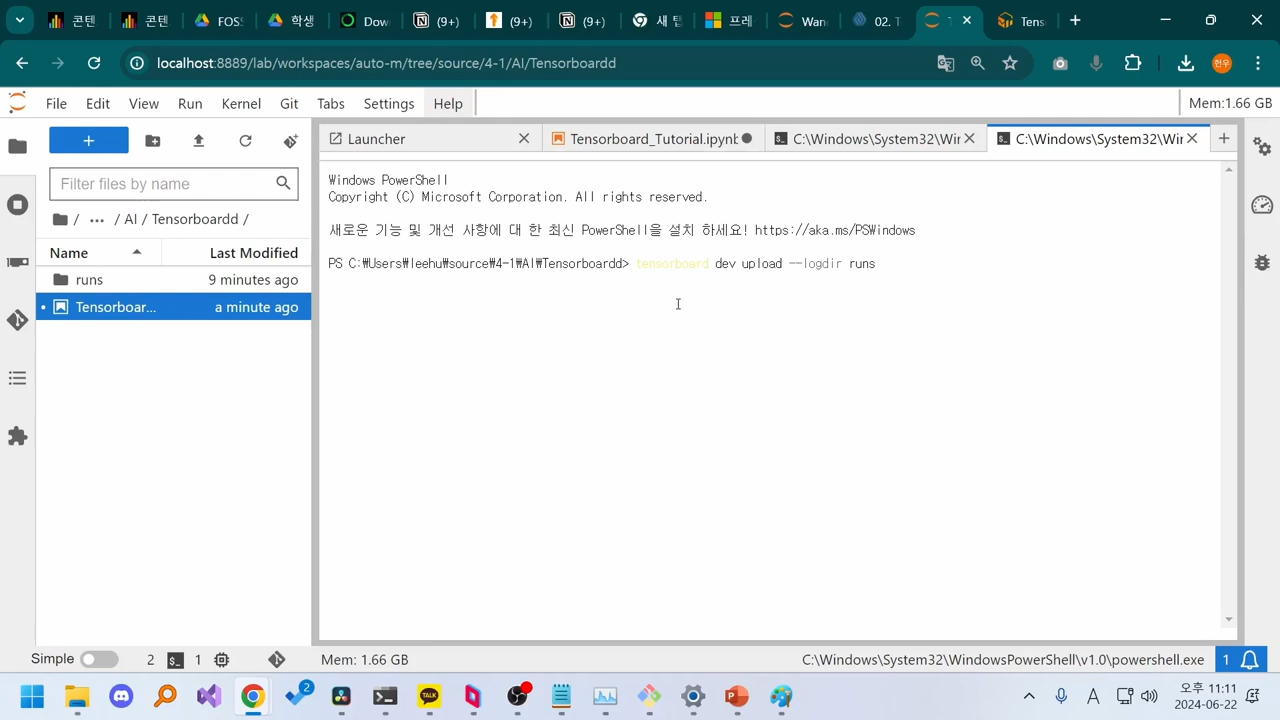 콘텐
콘텐
FOSS
학생
Dow
(9+)
(9+)
(9+)
새 탭
프레
Wan
02. T
T
Tens
localhost:8889/lab/workspaces/auto-m/tree/source/4-1/AI/Tensorboardd
현우
File Edit View Run Kernel Git Tabs Settings Help
Mem:1.66 GB
Launcher
Tensorboard_Tutorial.ipynb
C:\Windows\System32\Wir
C:\Windows\System32\Wir
Filter files by name
/ ... / AI / Tensorboardd /
Name Last Modified
runs 9 minutes ago
Tensorboar... a minute ago
Windows PowerShell
Copyright (C) Microsoft Corporation. All rights reserved.
새로운 기능 및 개선 사항에 대 한 최신 PowerShell을 설치 하세요! https://aka.ms/PSWindows
PS C:₩Users₩leehu₩source₩4-1₩AI₩Tensorboardd> tensorboard dev upload --logdir runs
Simple 2 1 Mem: 1.66 GB C:\Windows\System32\WindowsPowerShell\v1.0\powershell.exe 1
2
TALK
A
오후 11:11
2024-06-22